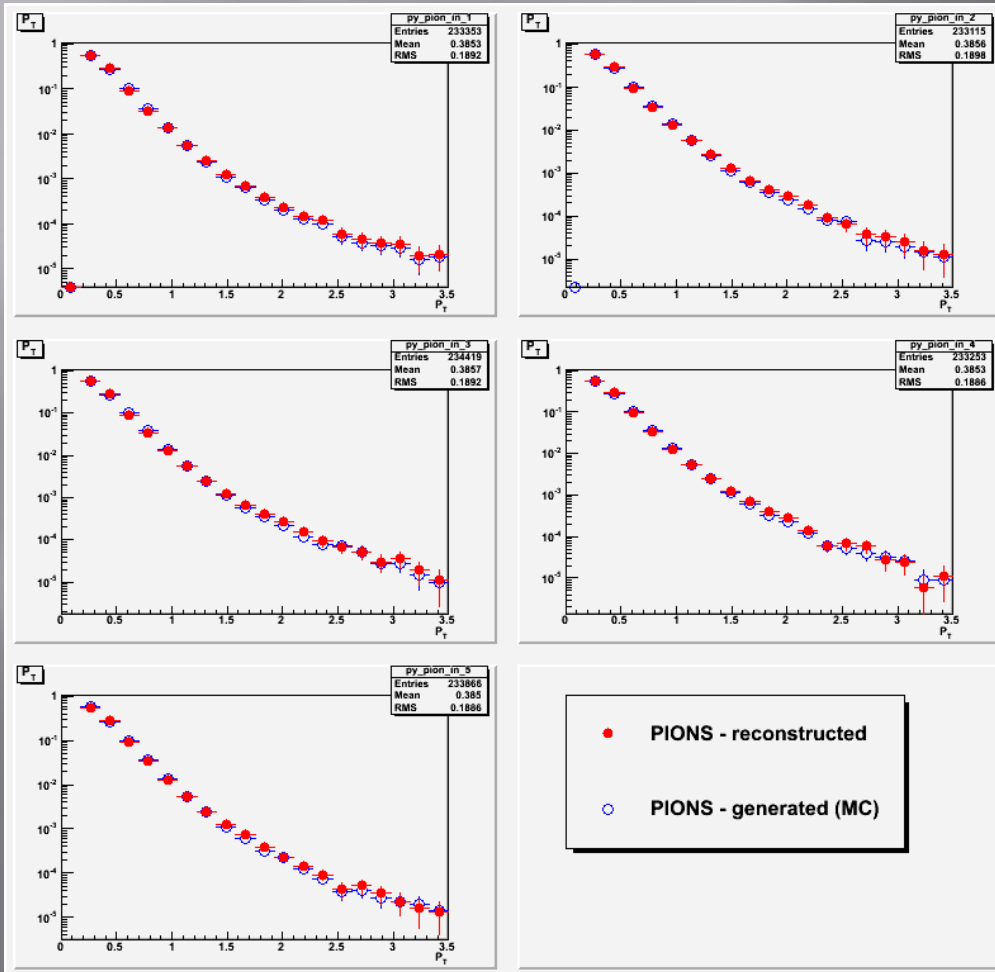 P_T
py_pion_in_1
Entries 233353
Mean 0.3853
RMS 0.1892
1
10^-1
10^-2
10^-3
10^-4
10^-5
0 0.5 1 1.5 2 2.5 3 3.5
P_T
P_T
py_pion_in_2
Entries 233115
Mean 0.3856
RMS 0.1898
1
10^-1
10^-2
10^-3
10^-4
10^-5
0 0.5 1 1.5 2 2.5 3 3.5
P_T
P_T
py_pion_in_3
Entries 234419
Mean 0.3857
RMS 0.1892
1
10^-1
10^-2
10^-3
10^-4
10^-5
0 0.5 1 1.5 2 2.5 3 3.5
P_T
P_T
py_pion_in_4
Entries 233253
Mean 0.3853
RMS 0.1886
1
10^-1
10^-2
10^-3
10^-4
10^-5
0 0.5 1 1.5 2 2.5 3 3.5
P_T
P_T
py_pion_in_5
Entries 233866
Mean 0.385
RMS 0.1886
1
10^-1
10^-2
10^-3
10^-4
10^-5
0 0.5 1 1.5 2 2.5 3 3.5
P_T
PIONS - reconstructed
PIONS - generated (MC)